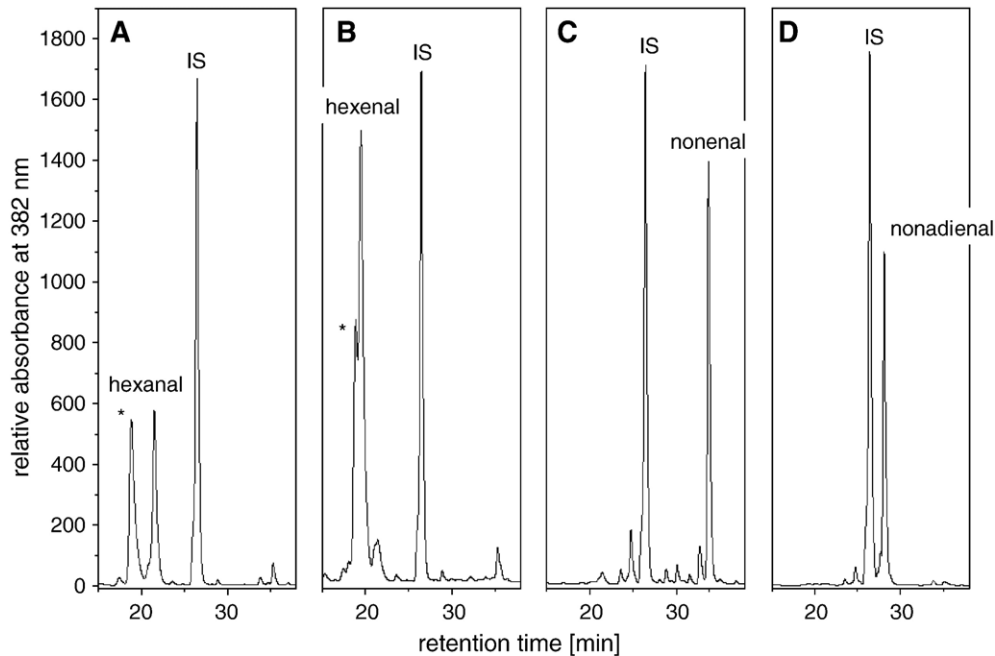 A
B
C
D
IS
IS
IS
IS
hexanal
*
hexenal
*
nonenal
nonadienal
relative absorbance at 382 nm
1800
1600
1400
1200
1000
800
600
400
200
0
20 30 20 30 20 30 20 30
retention time [min]